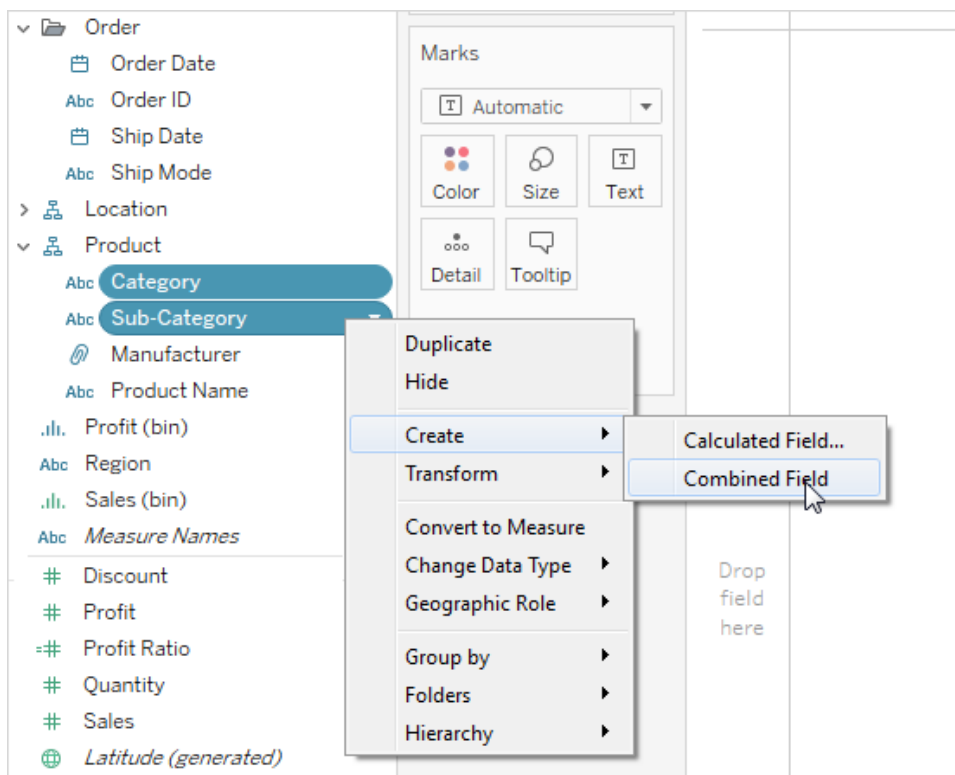 Order
Order Date
Abc Order ID
Ship Date
Abc Ship Mode
Location
Product
Abc Category
Abc Sub-Category
Manufacturer
Abc Product Name
Profit (bin)
Abc Region
Sales (bin)
Abc Measure Names
# Discount
# Profit
=# Profit Ratio
# Quantity
# Sales
Latitude (generated)
Marks
T Automatic
Color Size T Text
Detail Tooltip
Duplicate
Hide
Create
Transform
Convert to Measure
Change Data Type
Geographic Role
Group by
Folders
Hierarchy
Calculated Field...
Combined Field
Drop
field
here